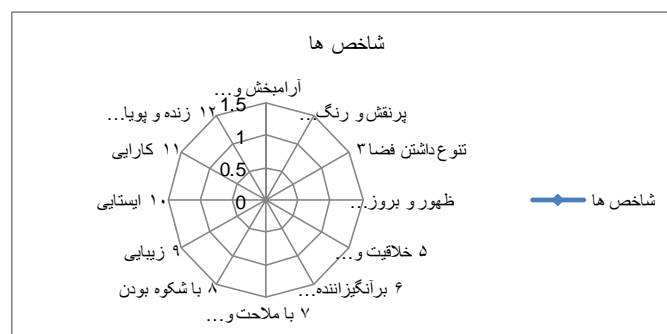 شاخص ها
آرامبخش و...
پرنقش و رنگ...
تنوع داشتن فضا ۳
ظهور و بروز...
۵ خلاقیت و...
۶ برآنگیزاننده...
۷ با ملاحت و...
۸ با شکوه بودن
۹ زیبایی
۱۰ ایستایی
۱۱ کارایی
۱۲ زنده و پویا...
1.5
1
0.5
0
شاخص ها